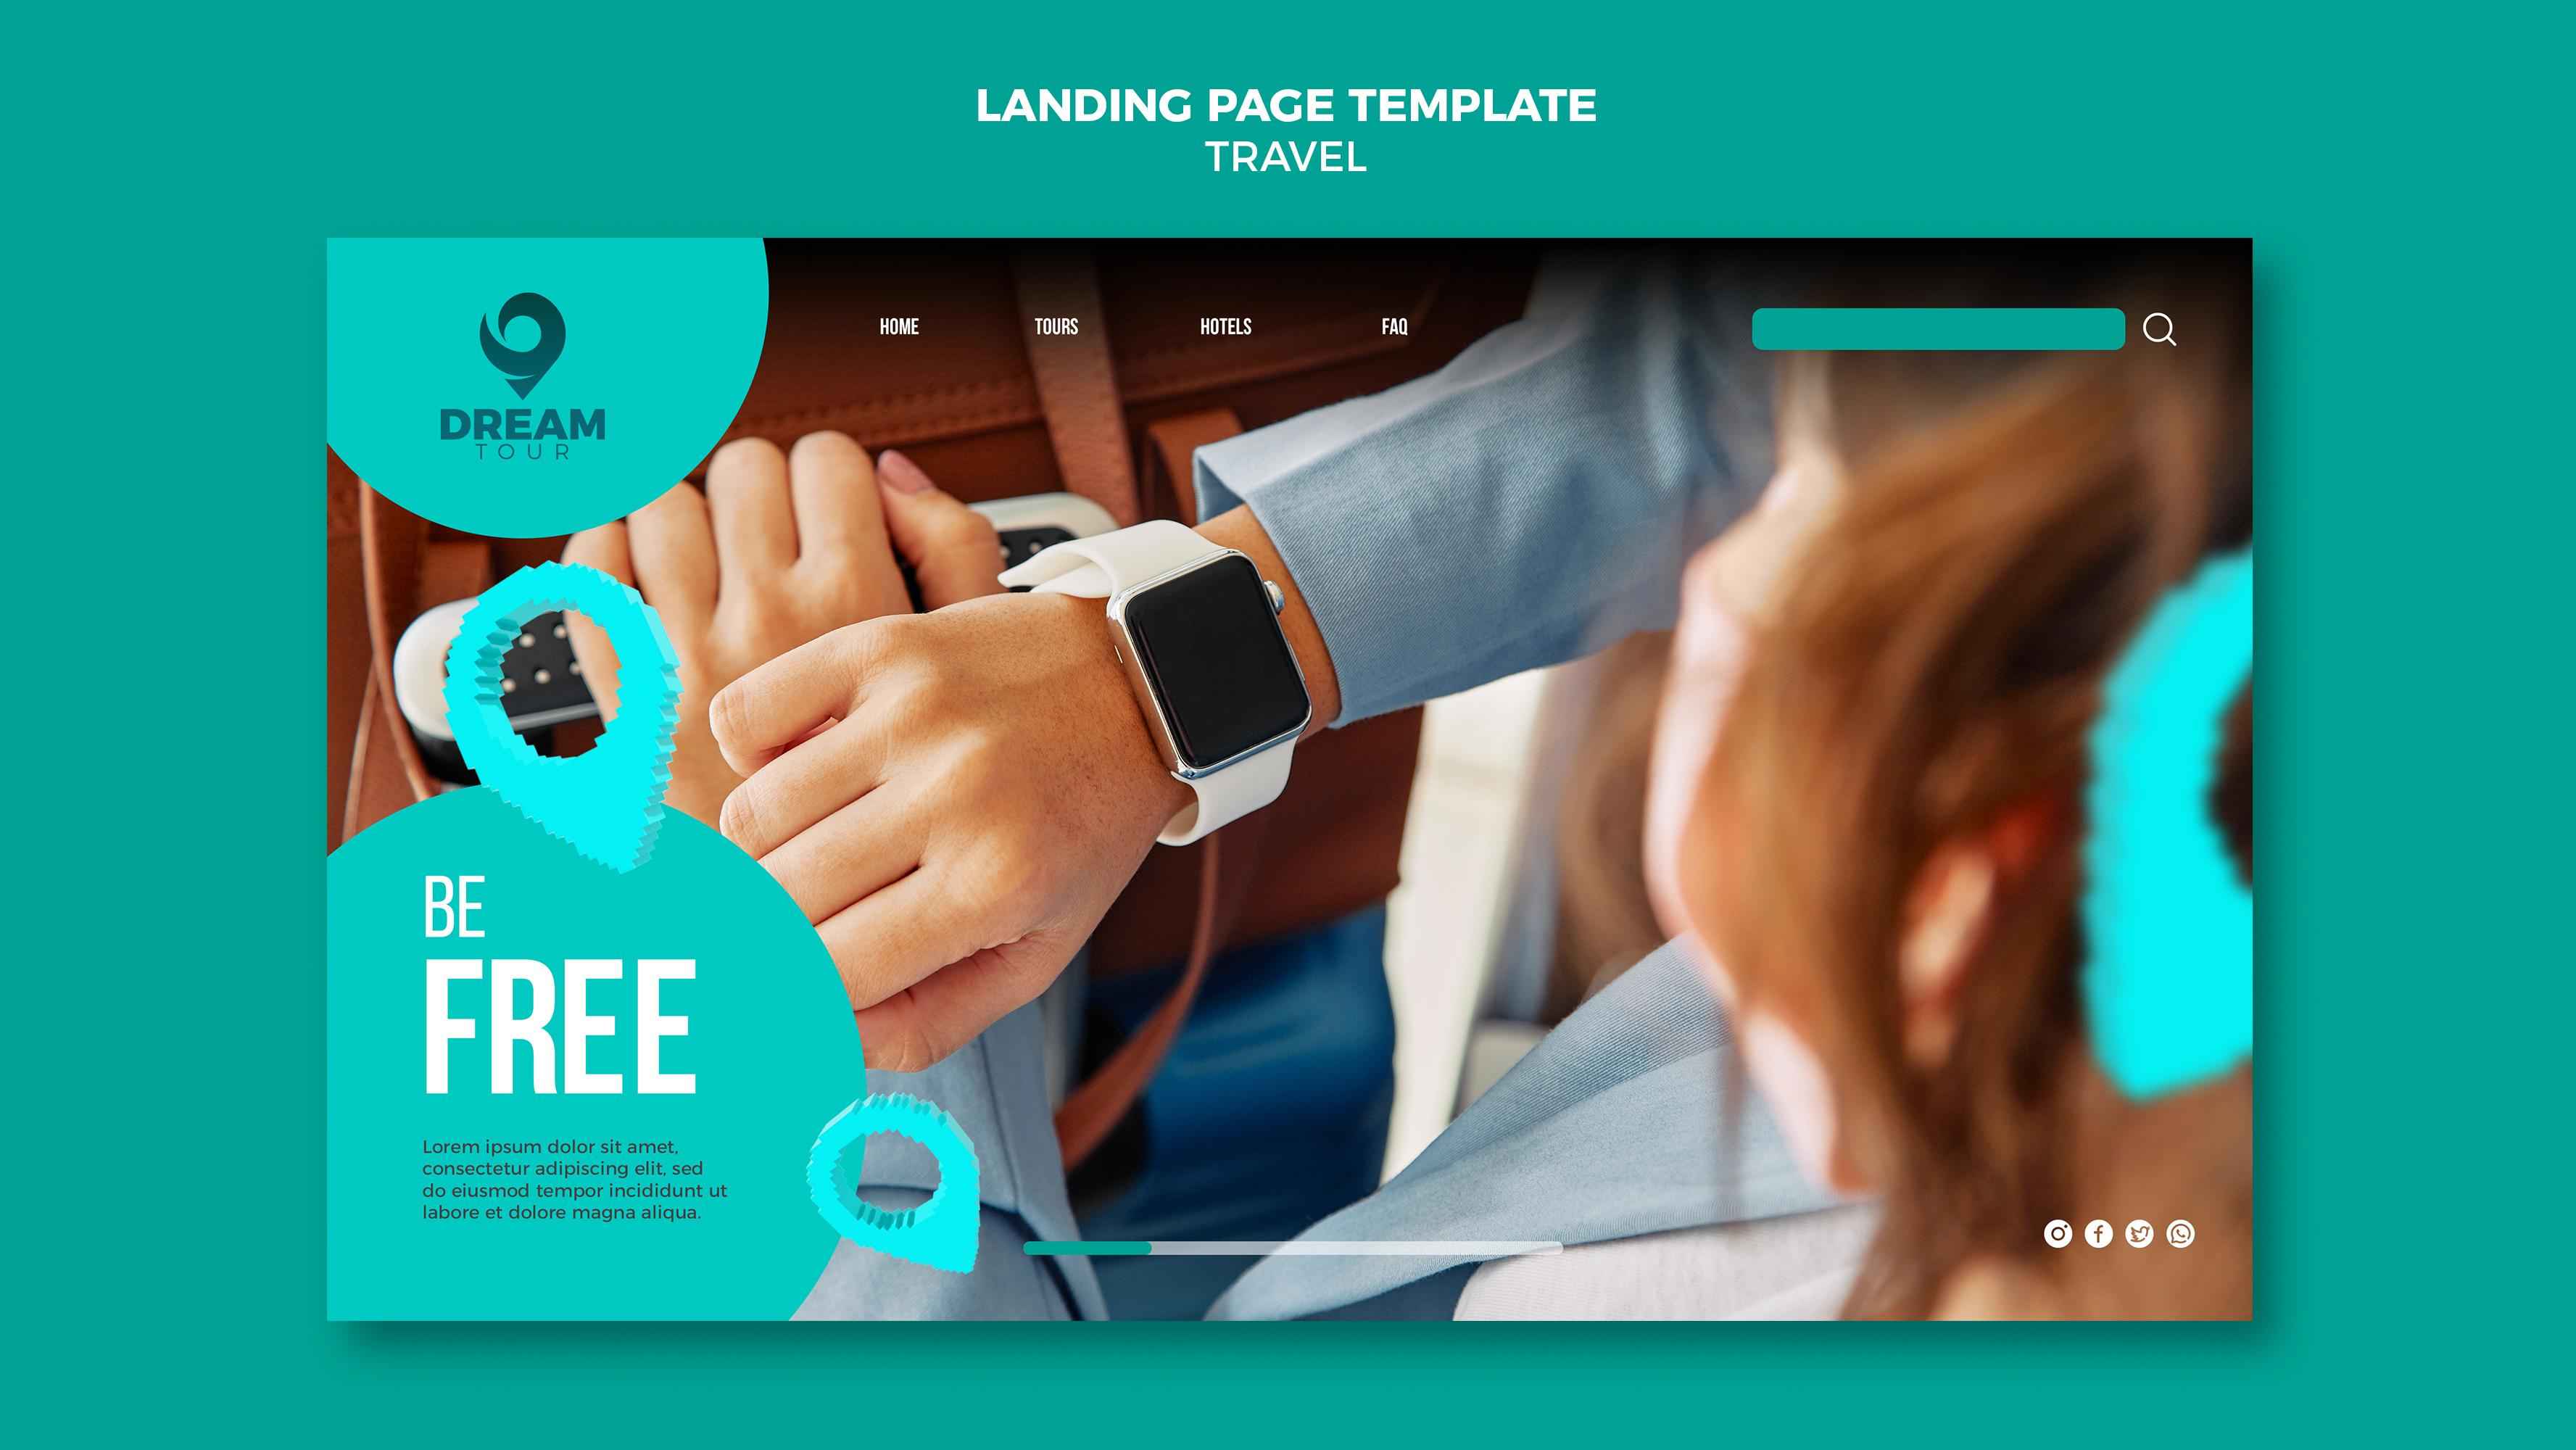 LANDING PAGE TEMPLATE
TRAVEL
DREAM
TOUR
HOME
TOURS
HOTELS
FAQ
BE
FREE
Lorem ipsum dolor sit amet,
consectetur adipiscing elit, sed
do eiusmod tempor incididunt ut
labore et dolore magna aliqua.